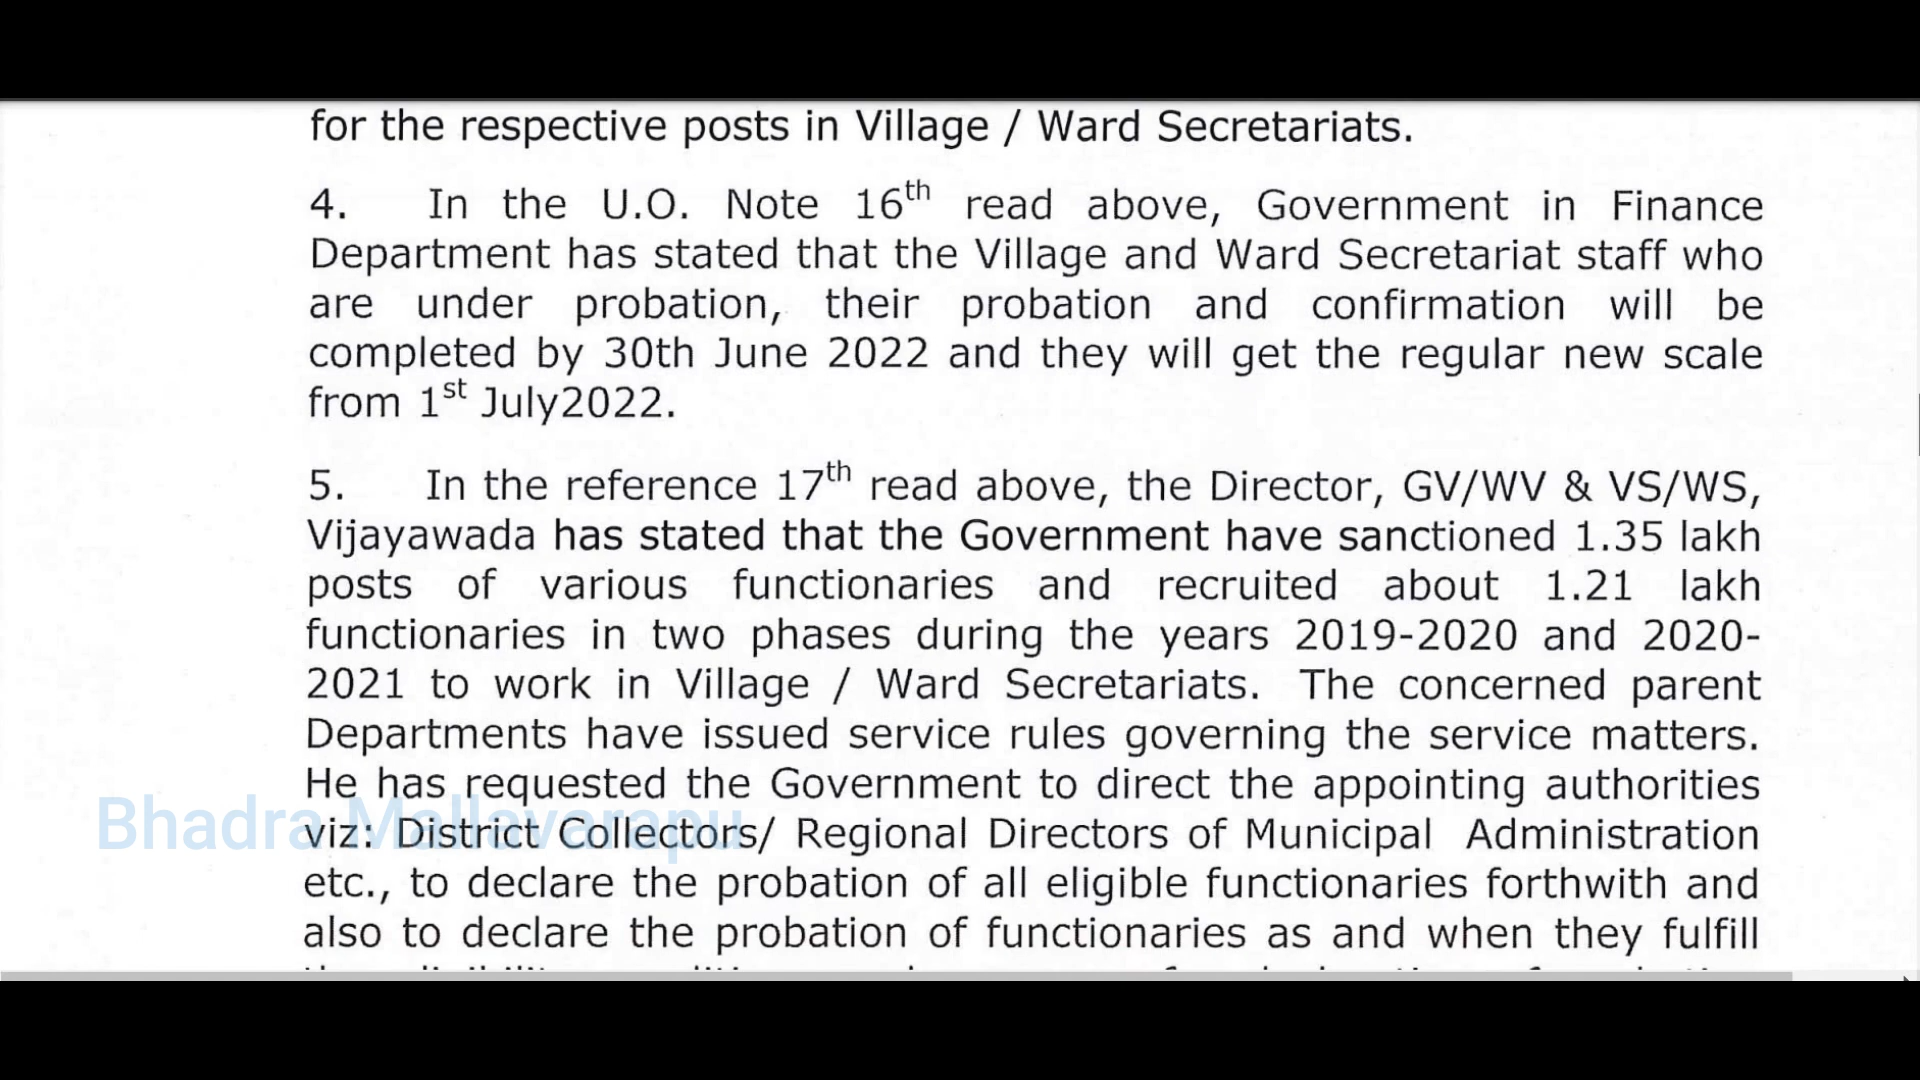 for the respective posts in Village / Ward Secretariats.
4. In the U.O. Note 16th read above, Government in Finance
Department has stated that the Village and Ward Secretariat staff who
are under probation, their probation and confirmation will be
completed by 30th June 2022 and they will get the regular new scale
from 1st July2022.
5. In the reference 17th read above, the Director, GV/WV & VS/WS,
Vijayawada has stated that the Government have sanctioned 1.35 lakh
posts of various functionaries and recruited about 1.21 lakh
functionaries in two phases during the years 2019-2020 and 2020-
2021 to work in Village / Ward Secretariats. The concerned parent
Departments have issued service rules governing the service matters.
He has requested the Government to direct the appointing authorities
viz: District Collectors/ Regional Directors of Municipal Administration
Bhadra Mallavarapu
etc., to declare the probation of all eligible functionaries forthwith and
also to declare the probation of functionaries as and when they fulfill